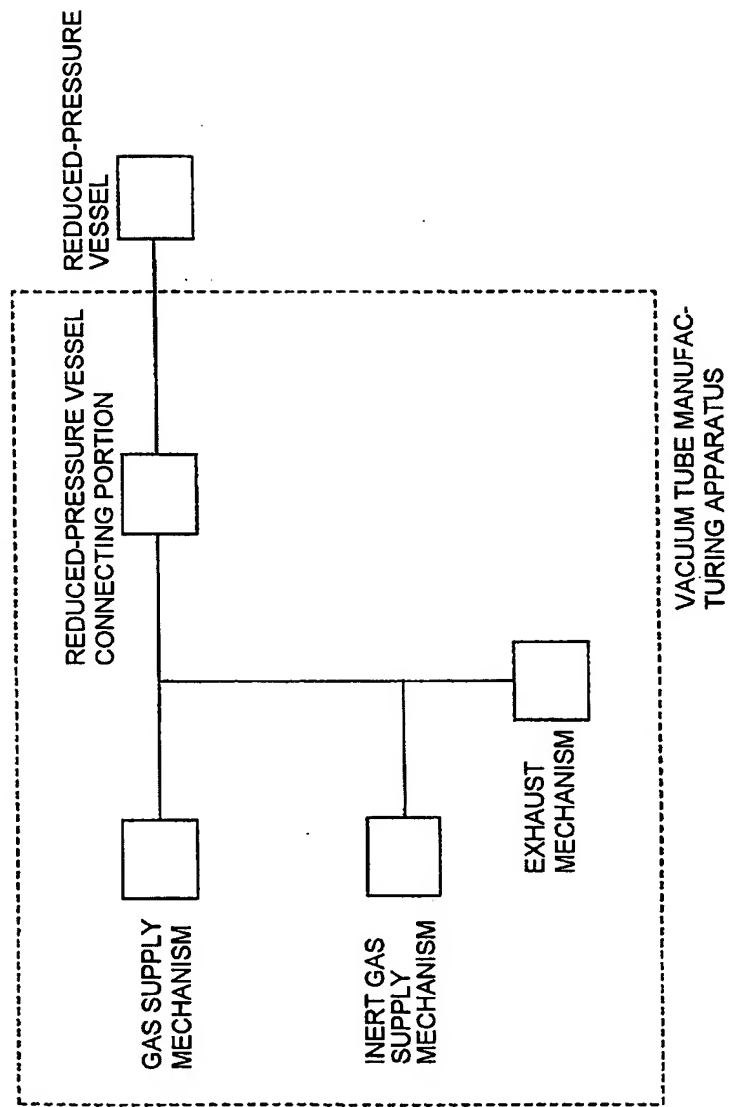 REDUCED-PRESSURE
VESSEL
REDUCED-PRESSURE VESSEL
CONNECTING PORTION
GAS SUPPLY
MECHANISM
INERT GAS
SUPPLY
MECHANISM
EXHAUST
MECHANISM
VACUUM TUBE MANUFAC-
TURING APPARATUS